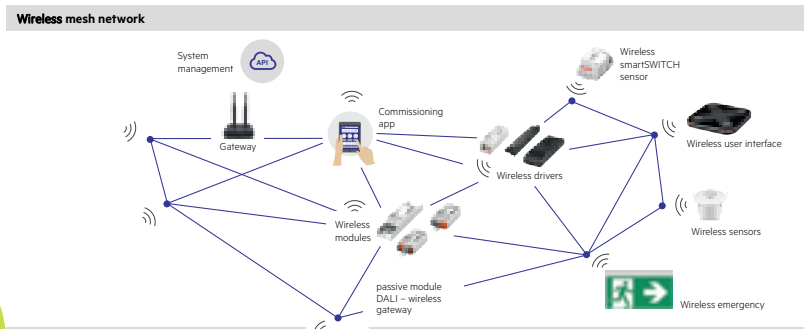 Wireless mesh network
System
management
API
Wireless
smartSWITCH
sensor
Commissioning
app
Gateway
Wireless user interface
Wireless drivers
Wireless
modules
Wireless sensors
passive module
DALI – wireless
gateway
Wireless emergency